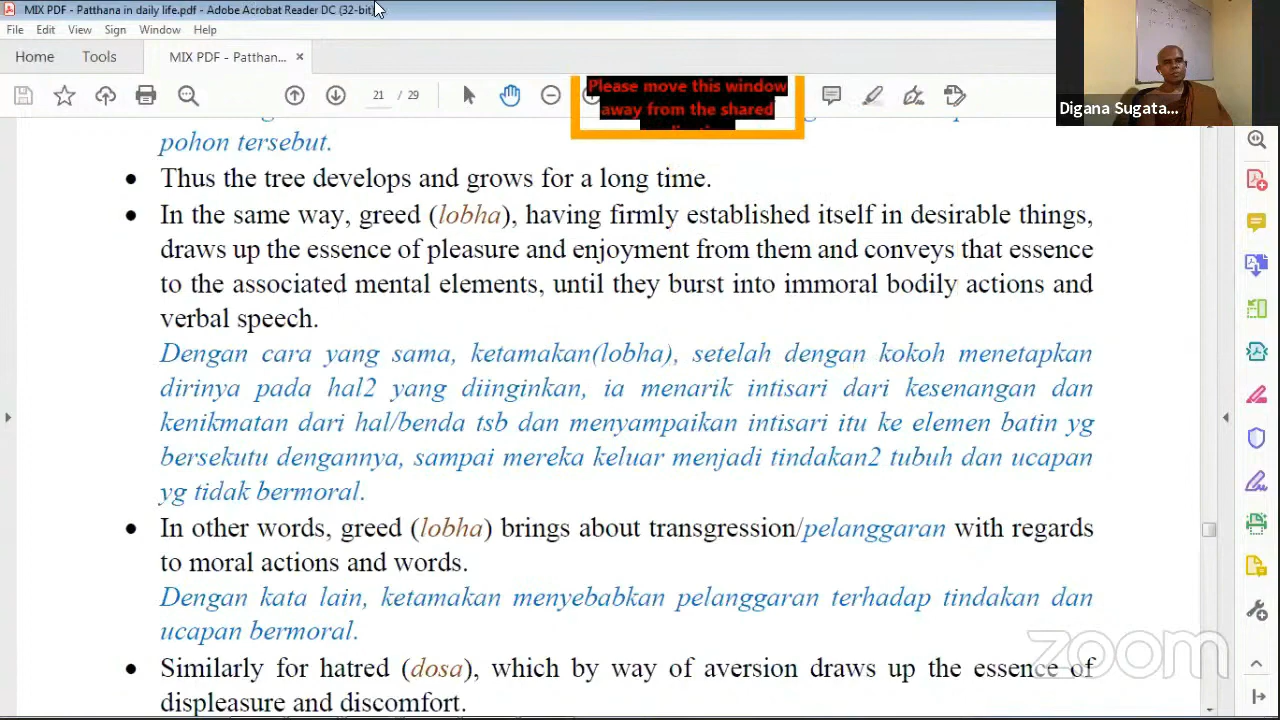 MIX PDF - Patthana in daily life.pdf - Adobe Acrobat Reader DC (32-bit)
File Edit View Sign Window Help
Home Tools MIX PDF - Patthan... ×
21 / 29
Please move this window
away from the shared
Digana Sugata...
pohon tersebut.
• Thus the tree develops and grows for a long time.
• In the same way, greed (lobha), having firmly established itself in desirable things,
draws up the essence of pleasure and enjoyment from them and conveys that essence
to the associated mental elements, until they burst into immoral bodily actions and
verbal speech.
Dengan cara yang sama, ketamakan(lobha), setelah dengan kokoh menetapkan
dirinya pada hal2 yang diinginkan, ia menarik intisari dari kesenangan dan
kenikmatan dari hal/benda tsb dan menyampaikan intisari itu ke elemen batin yg
bersekutu dengannya, sampai mereka keluar menjadi tindakan2 tubuh dan ucapan
yg tidak bermoral.
• In other words, greed (lobha) brings about transgression/pelanggaran with regards
to moral actions and words.
Dengan kata lain, ketamakan menyebabkan pelanggaran terhadap tindakan dan
ucapan bermoral.
• Similarly for hatred (dosa), which by way of aversion draws up the essence of
displeasure and discomfort.
zoom